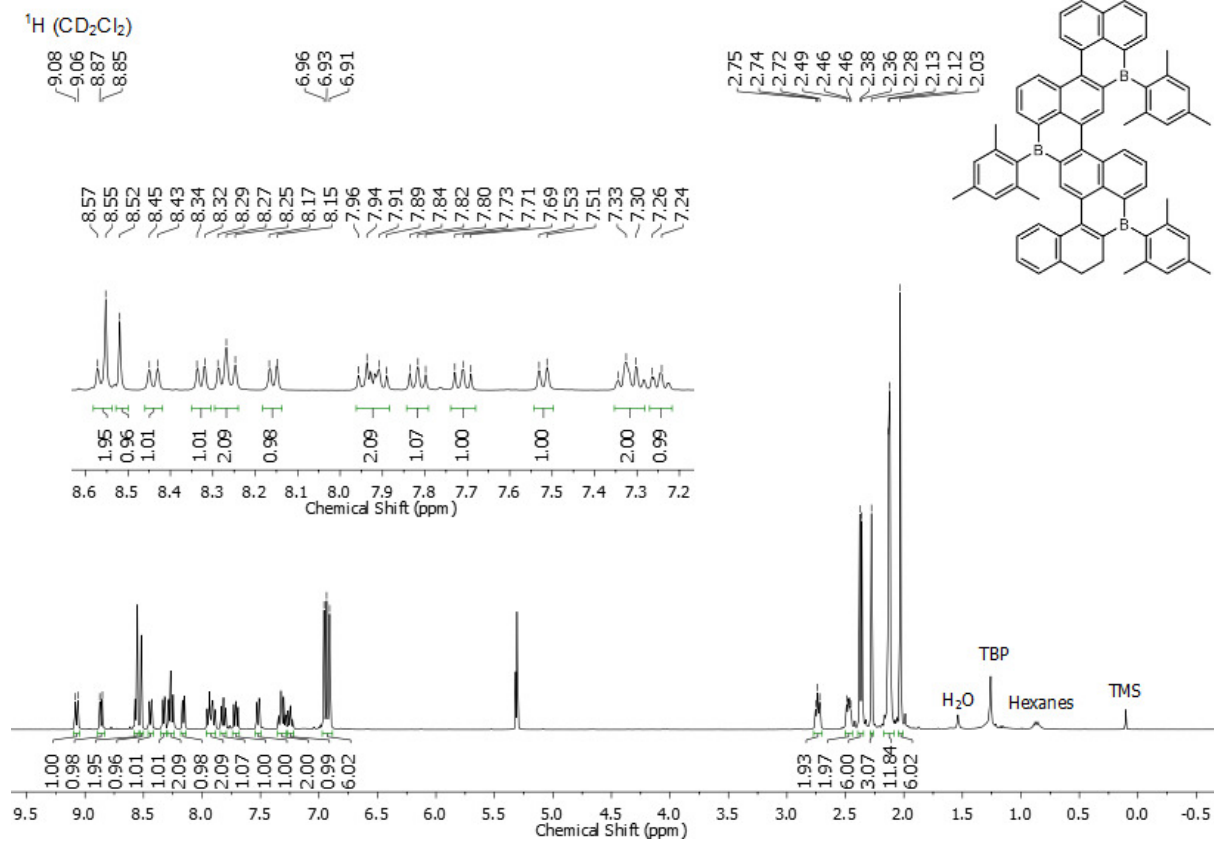 ¹H (CD₂Cl₂)
9.08 9.06 8.87 8.85
6.96 6.93 6.91
2.75 2.74 2.72 2.49 2.46 2.46 2.38 2.36 2.28 2.13 2.12 2.03
8.57 8.55 8.52 8.45 8.43 8.34 8.32 8.29 8.27 8.25 8.17 8.15 7.96 7.94 7.91 7.89 7.84 7.82 7.80 7.73 7.71 7.69 7.53 7.51 7.33 7.30 7.26 7.24
B
B
B
1.95 0.96 1.01 1.01 2.09 0.98 2.09 1.07 1.00 1.00 2.00 0.99
8.6 8.5 8.4 8.3 8.2 8.1 8.0 7.9 7.8 7.7 7.6 7.5 7.4 7.3 7.2
Chemical Shift (ppm)
H₂O
TBP
Hexanes
TMS
1.00 0.98 1.95 0.96 1.01 1.01 2.09 0.98 2.09 1.07 1.00 1.00 2.00 0.99 6.02
1.93 1.97 6.00 3.07 11.84 6.02
9.5 9.0 8.5 8.0 7.5 7.0 6.5 6.0 5.5 5.0 4.5 4.0 3.5 3.0 2.5 2.0 1.5 1.0 0.5 0.0 -0.5
Chemical Shift (ppm)